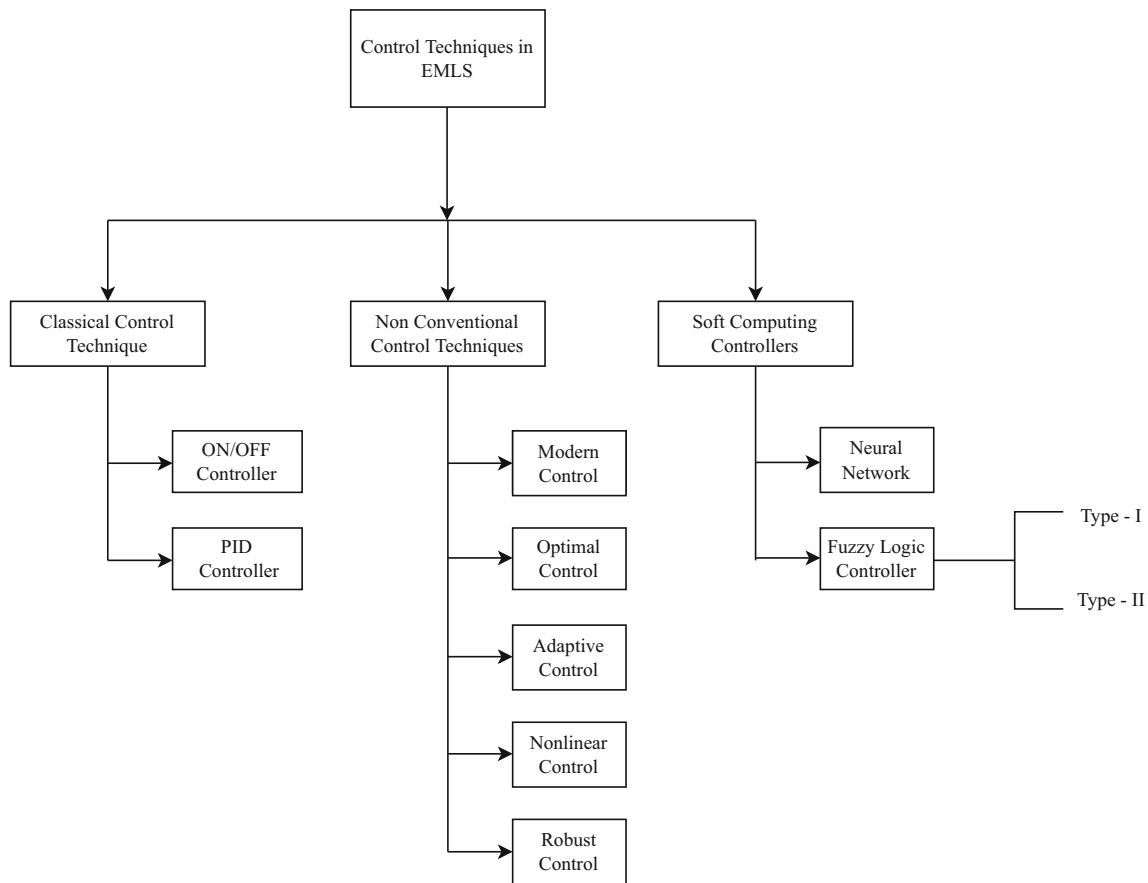 Control Techniques in
EMLS
Classical Control
Technique
Non Conventional
Control Techniques
Soft Computing
Controllers
ON/OFF
Controller
PID
Controller
Modern
Control
Optimal
Control
Adaptive
Control
Nonlinear
Control
Robust
Control
Neural
Network
Fuzzy Logic
Controller
Type - I
Type - II